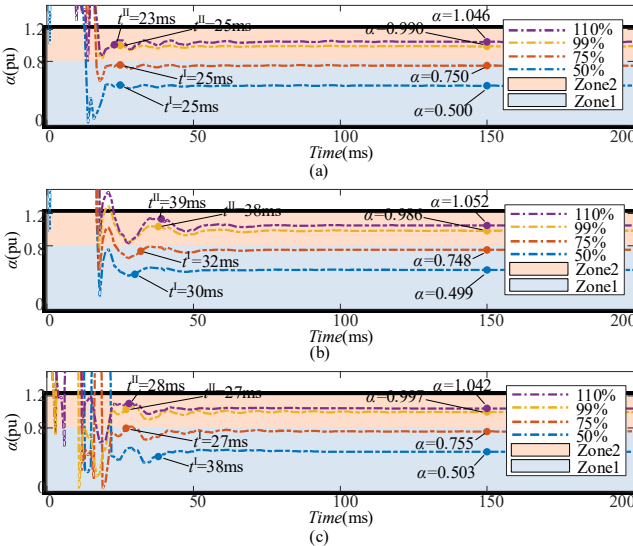 t^II=23ms
t^II=25ms
α=1.046
α=0.990
1.2
0.8
0
α(pu)
t^I=25ms
t^I=25ms
α=0.750
α=0.500
110%
99%
75%
50%
Zone2
Zone1
0 50 100 150 200
Time(ms)
(a)
t^II=39ms
t^II=38ms
α=1.052
α=0.986
1.2
0.8
0
α(pu)
t^I=32ms
t^I=30ms
α=0.748
α=0.499
110%
99%
75%
50%
Zone2
Zone1
0 50 100 150 200
Time(ms)
(b)
t^II=28ms
t^II=27ms
α=1.042
α=0.997
1.2
0.8
0
α(pu)
t^I=27ms
t^I=38ms
α=0.755
α=0.503
110%
99%
75%
50%
Zone2
Zone1
0 50 100 150 200
Time(ms)
(c)